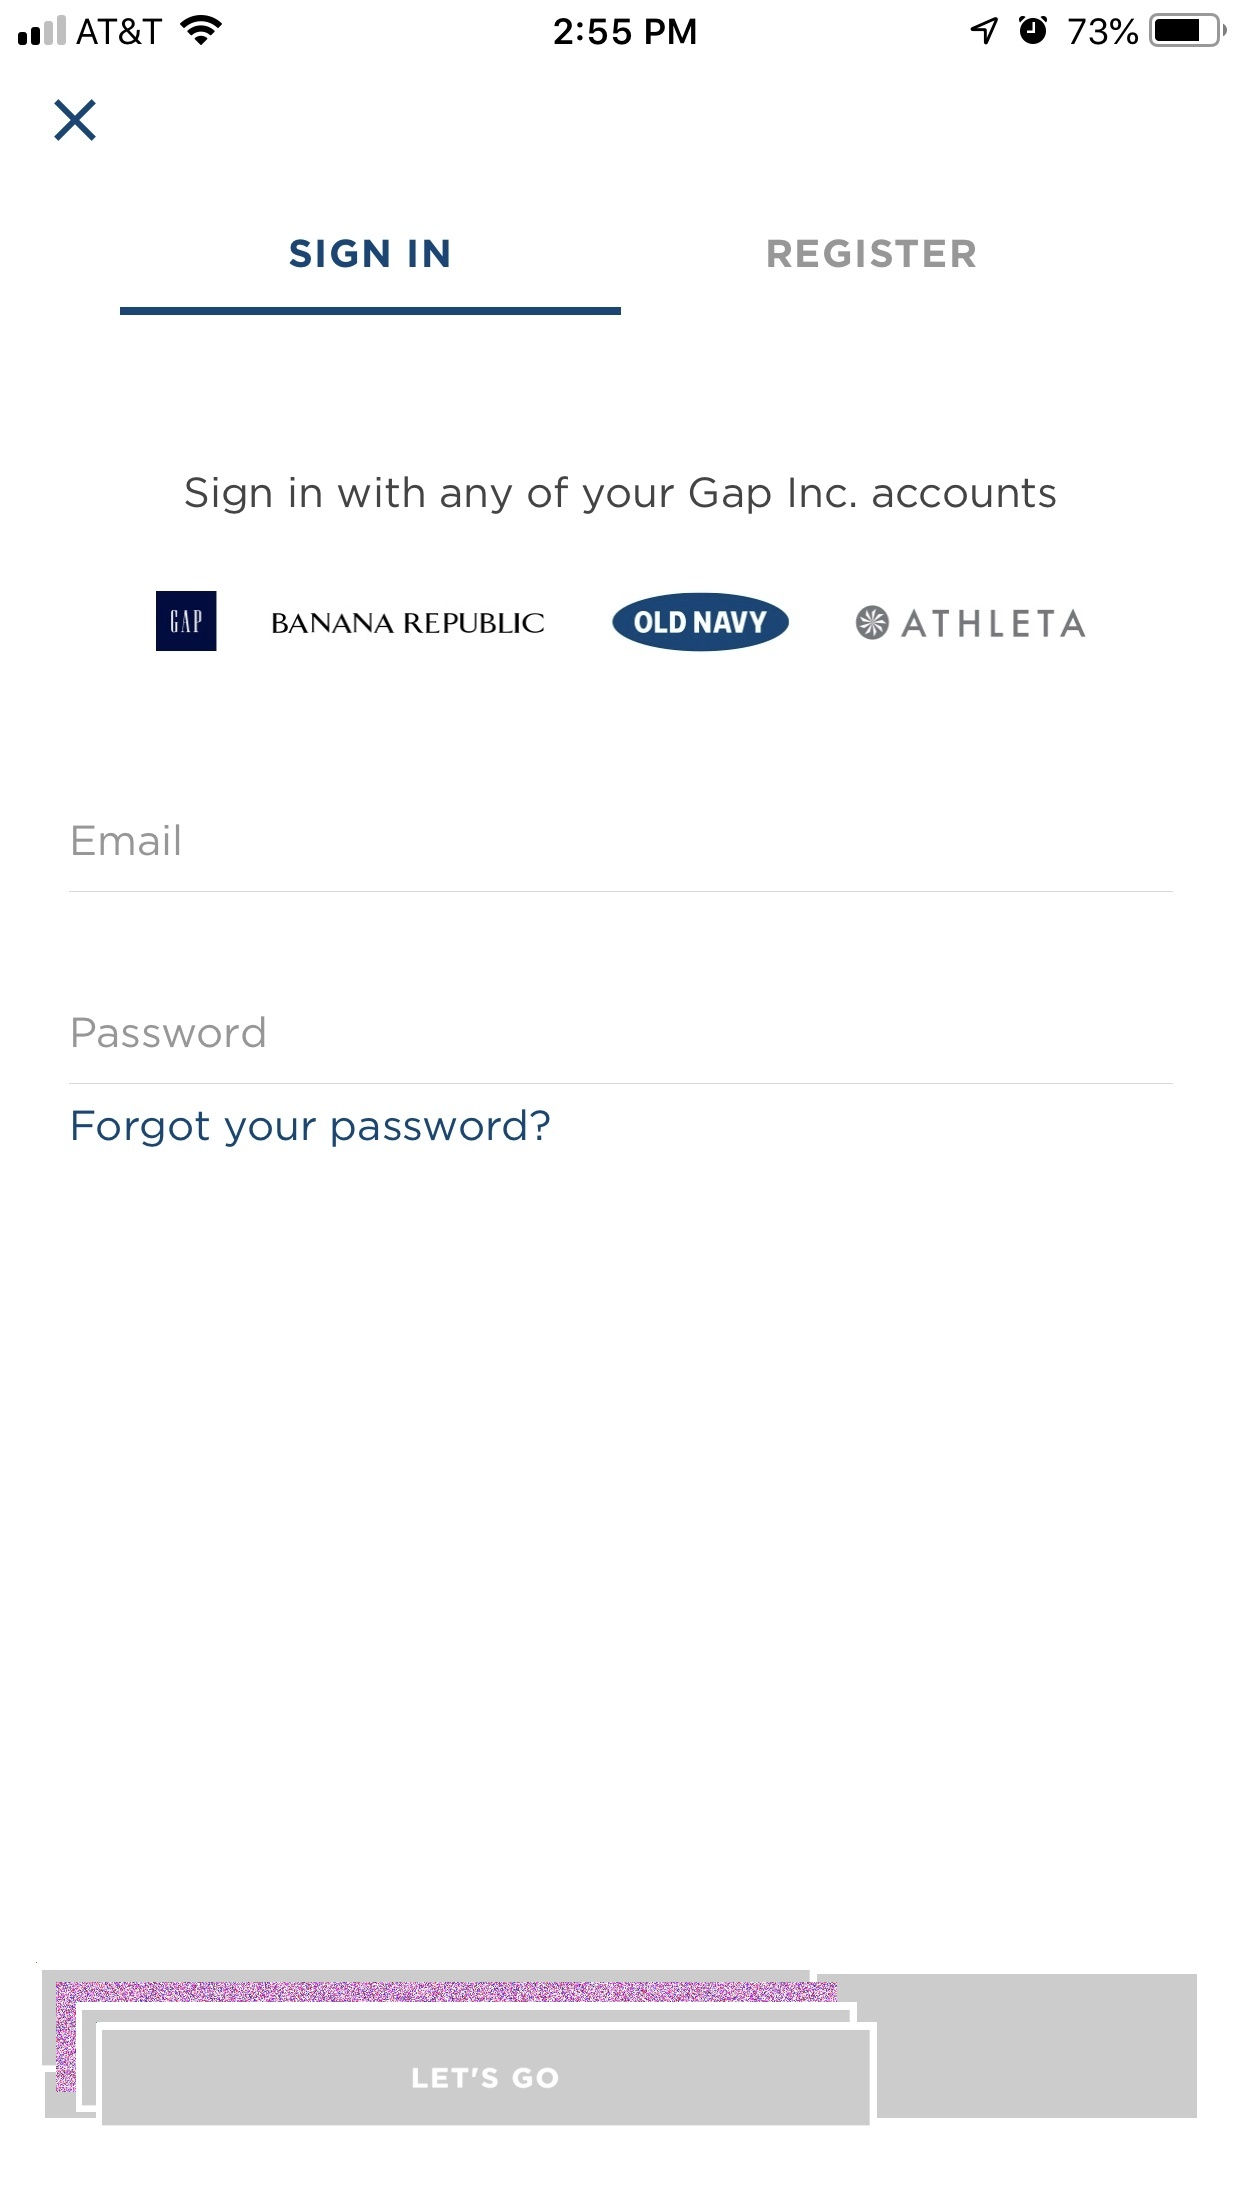 AT&T 2:55 PM 73%
SIGN IN REGISTER
Sign in with any of your Gap Inc. accounts
GAP BANANA REPUBLIC OLD NAVY ATHLETA
Email
Password
Forgot your password?
LET'S GO